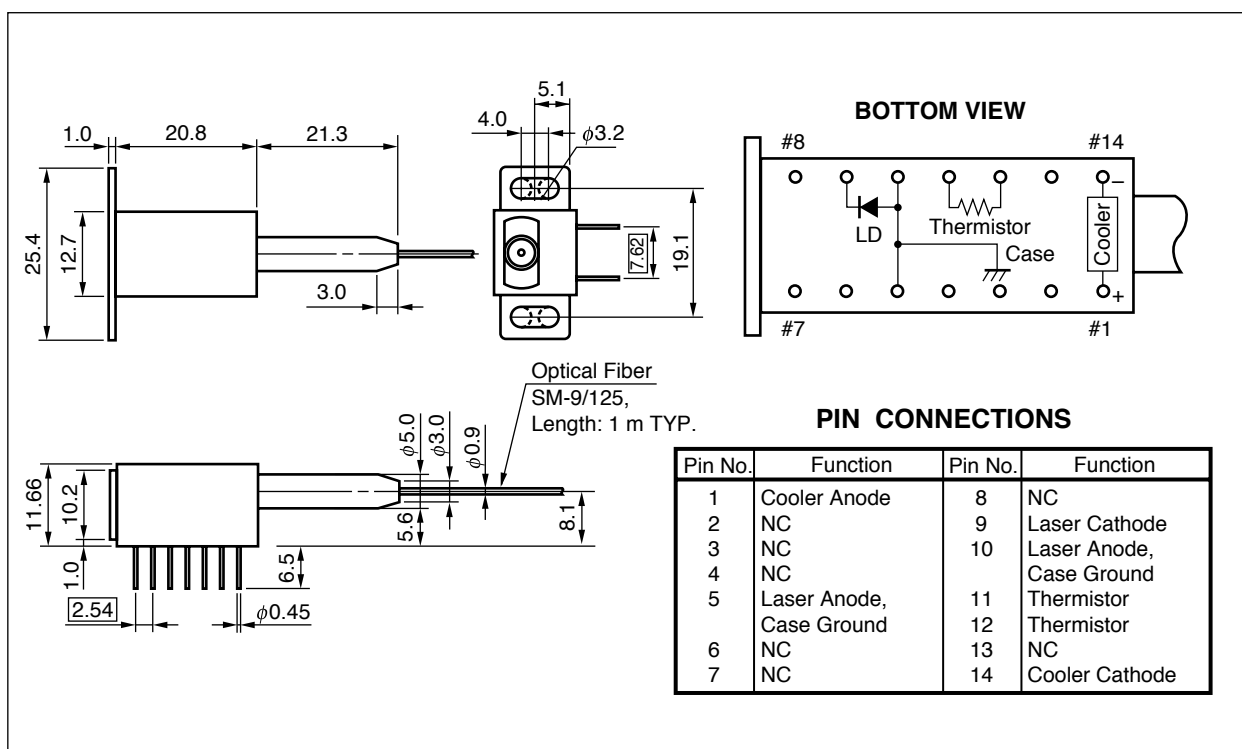 1.0
20.8
21.3
25.4
12.7
3.0
5.1
4.0
φ3.2
7.62
19.1
BOTTOM VIEW
#8
#14
–
LD
Thermistor
Case
Cooler
+
#7
#1
Optical Fiber
SM-9/125,
Length: 1 m TYP.
11.66
10.2
1.0
2.54
φ0.45
6.5
φ5.0
φ3.0
φ0.9
5.6
8.1
PIN CONNECTIONS
Pin No. Function Pin No. Function
1 Cooler Anode 8 NC
2 NC 9 Laser Cathode
3 NC 10 Laser Anode,
4 NC Case Ground
5 Laser Anode, 11 Thermistor
Case Ground 12 Thermistor
6 NC 13 NC
7 NC 14 Cooler Cathode